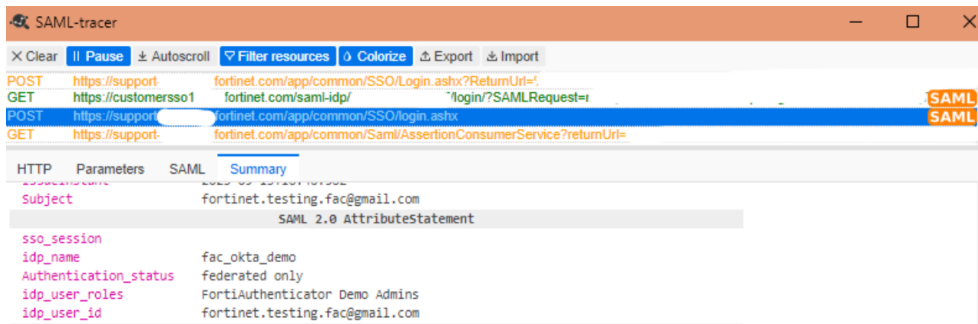 SAML-tracer
X Clear Pause Autoscroll Filter resources Colorize Export Import
POST https://support- fortinet.com/app/common/SSO/Login.ashx?ReturnUrl=
GET https://customersso1 fortinet.com/saml-idp/ /login/?SAMLRequest= SAML
POST https://support fortinet.com/app/common/SSO/login.ashx SAML
GET https://support- fortinet.com/app/common/Saml/AssertionConsumerService?returnUrl=
HTTP Parameters SAML Summary
Subject fortinet.testing.fac@gmail.com
SAML 2.0 AttributeStatement
sso_session
idp_name fac_okta_demo
Authentication_status federated only
idp_user_roles FortiAuthenticator Demo Admins
idp_user_id fortinet.testing.fac@gmail.com